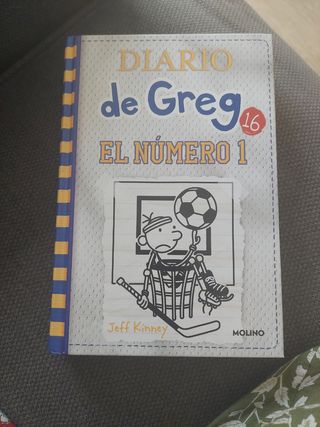 DIARIO
de Greg
16
EL NÚMERO 1
Jeff Kinney
MOLINO